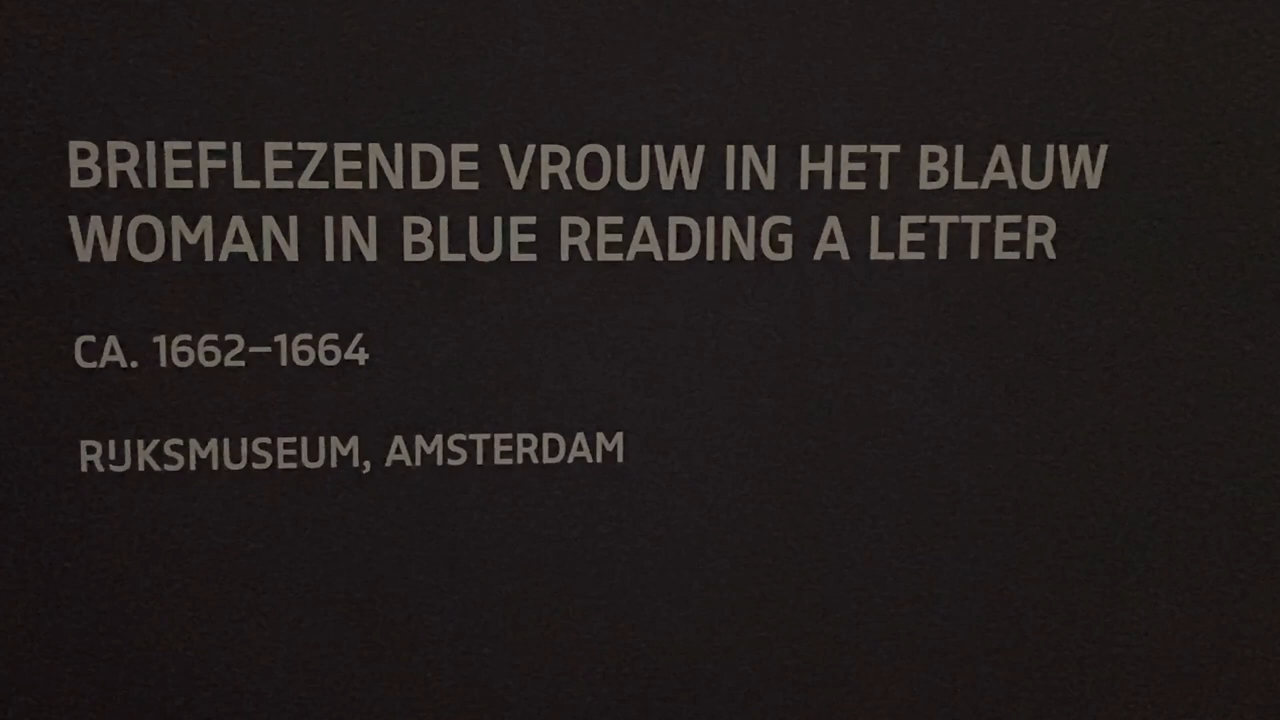 BRIEFLEZENDE VROUW IN HET BLAUW
WOMAN IN BLUE READING A LETTER
CA. 1662–1664
RIJKSMUSEUM, AMSTERDAM